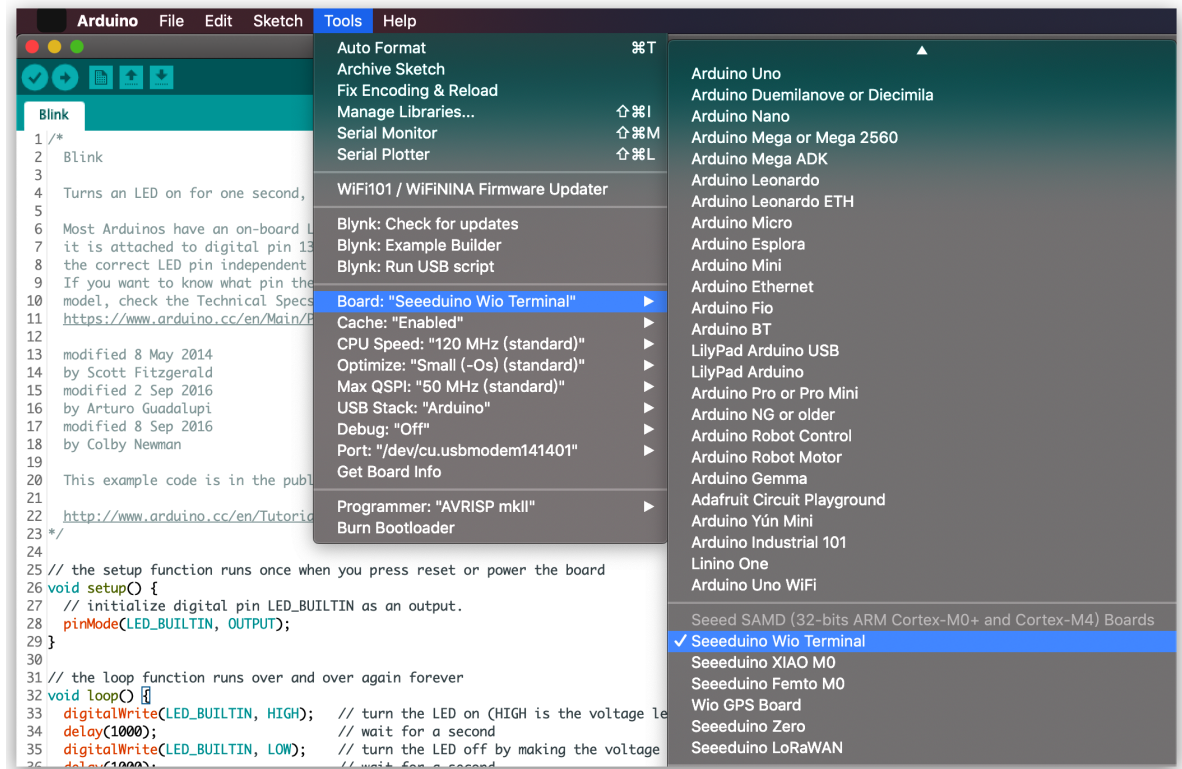 Arduino File Edit Sketch Tools Help
Blink
1 /*
2 Blink
3
4 Turns an LED on for one second,
5
6 Most Arduinos have an on-board L
7 it is attached to digital pin 13
8 the correct LED pin independent
9 If you want to know what pin the
10 model, check the Technical Specs
11 https://www.arduino.cc/en/Main/P
12
13 modified 8 May 2014
14 by Scott Fitzgerald
15 modified 2 Sep 2016
16 by Arturo Guadalupi
17 modified 8 Sep 2016
18 by Colby Newman
19
20 This example code is in the publ
21
22 http://www.arduino.cc/en/Tutoria
23 */
24
25 // the setup function runs once when you press reset or power the board
26 void setup() {
27 // initialize digital pin LED_BUILTIN as an output.
28 pinMode(LED_BUILTIN, OUTPUT);
29 }
30
31 // the loop function runs over and over again forever
32 void loop() {
33 digitalWrite(LED_BUILTIN, HIGH); // turn the LED on (HIGH is the voltage le
34 delay(1000); // wait for a second
35 digitalWrite(LED_BUILTIN, LOW); // turn the LED off by making the voltage
36 delay(1000); // wait for a second
Auto Format ⌘T
Archive Sketch
Fix Encoding & Reload
Manage Libraries... ⇧⌘I
Serial Monitor ⇧⌘M
Serial Plotter ⇧⌘L
WiFi101 / WiFiNINA Firmware Updater
Blynk: Check for updates
Blynk: Example Builder
Blynk: Run USB script
Board: "Seeeduino Wio Terminal"
Cache: "Enabled"
CPU Speed: "120 MHz (standard)"
Optimize: "Small (-Os) (standard)"
Max QSPI: "50 MHz (standard)"
USB Stack: "Arduino"
Debug: "Off"
Port: "/dev/cu.usbmodem141401"
Get Board Info
Programmer: "AVRISP mkII"
Burn Bootloader
Arduino Uno
Arduino Duemilanove or Diecimila
Arduino Nano
Arduino Mega or Mega 2560
Arduino Mega ADK
Arduino Leonardo
Arduino Leonardo ETH
Arduino Micro
Arduino Esplora
Arduino Mini
Arduino Ethernet
Arduino Fio
Arduino BT
LilyPad Arduino USB
LilyPad Arduino
Arduino Pro or Pro Mini
Arduino NG or older
Arduino Robot Control
Arduino Robot Motor
Arduino Gemma
Adafruit Circuit Playground
Arduino Yún Mini
Arduino Industrial 101
Linino One
Arduino Uno WiFi
Seeed SAMD (32-bits ARM Cortex-M0+ and Cortex-M4) Boards
✓ Seeeduino Wio Terminal
Seeeduino XIAO M0
Seeeduino Femto M0
Wio GPS Board
Seeeduino Zero
Seeeduino LoRaWAN